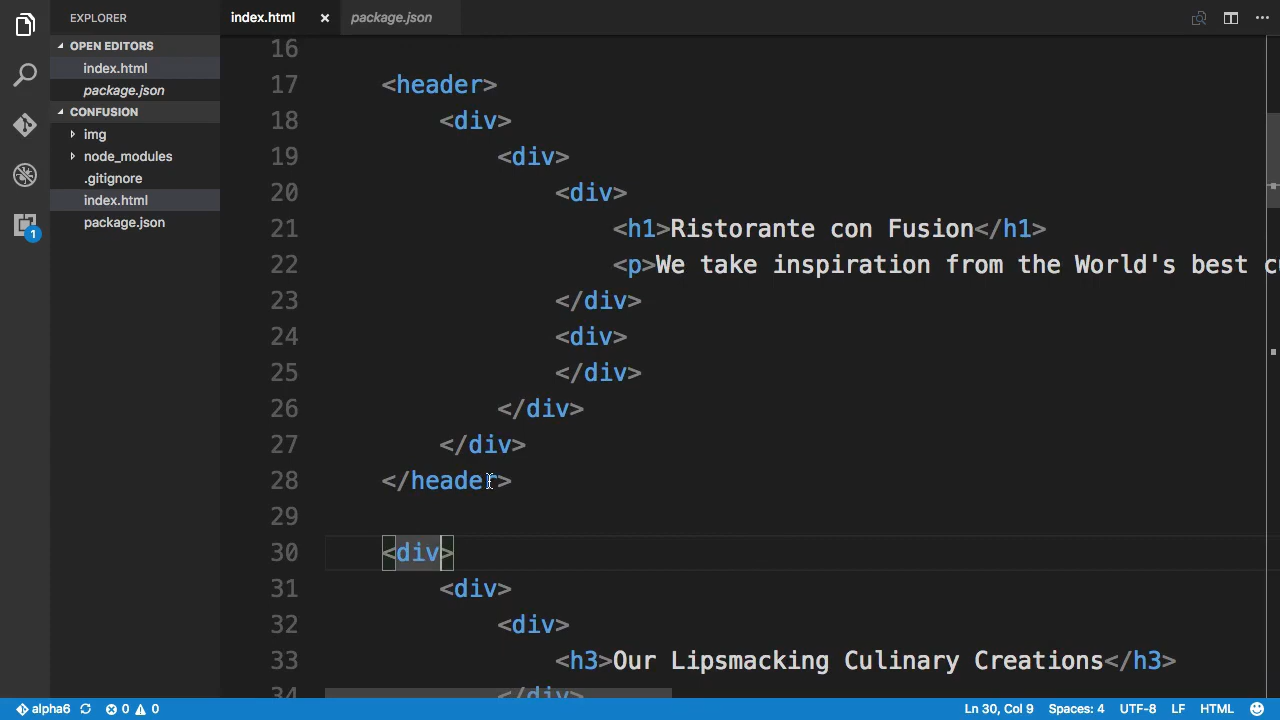 EXPLORER
index.html × package.json
OPEN EDITORS
index.html
package.json
CONFUSION
img
node_modules
.gitignore
index.html
package.json
1
16
17 <header>
18 <div>
19 <div>
20 <div>
21 <h1>Ristorante con Fusion</h1>
22 <p>We take inspiration from the World's best c
23 </div>
24 <div>
25 </div>
26 </div>
27 </div>
28 </header>
29
30 <div>
31 <div>
32 <div>
33 <h3>Our Lipsmacking Culinary Creations</h3>
34 </div>
alpha6 0 0 Ln 30, Col 9 Spaces: 4 UTF-8 LF HTML